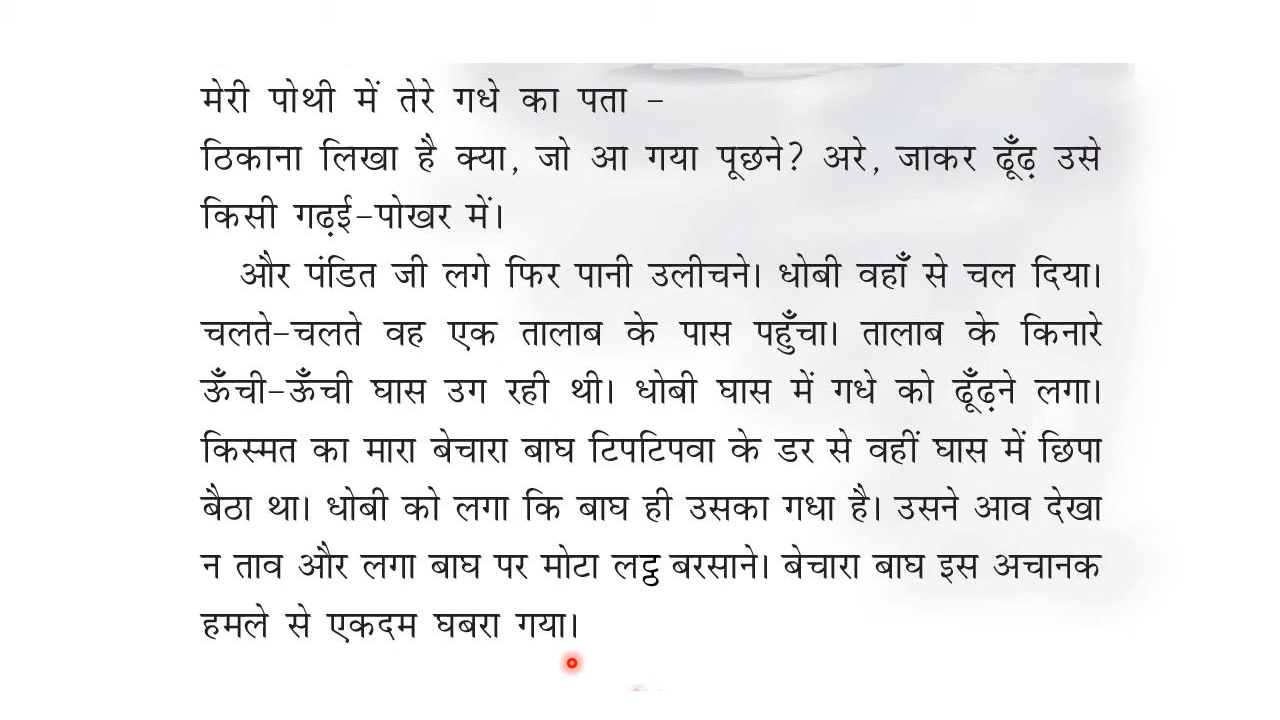 मेरी पोथी में तेरे गधे का पता –
ठिकाना लिखा है क्या, जो आ गया पूछने? अरे, जाकर ढूँढ़ उसे
किसी गढ़ई-पोखर में।
और पंडित जी लगे फिर पानी उलीचने। धोबी वहाँ से चल दिया।
चलते-चलते वह एक तालाब के पास पहुँचा। तालाब के किनारे
ऊँची-ऊँची घास उग रही थी। धोबी घास में गधे को ढूँढ़ने लगा।
किस्मत का मारा बेचारा बाघ टिपटिपवा के डर से वहीं घास में छिपा
बैठा था। धोबी को लगा कि बाघ ही उसका गधा है। उसने आव देखा
न ताव और लगा बाघ पर मोटा लट्ठ बरसाने। बेचारा बाघ इस अचानक
हमले से एकदम घबरा गया।